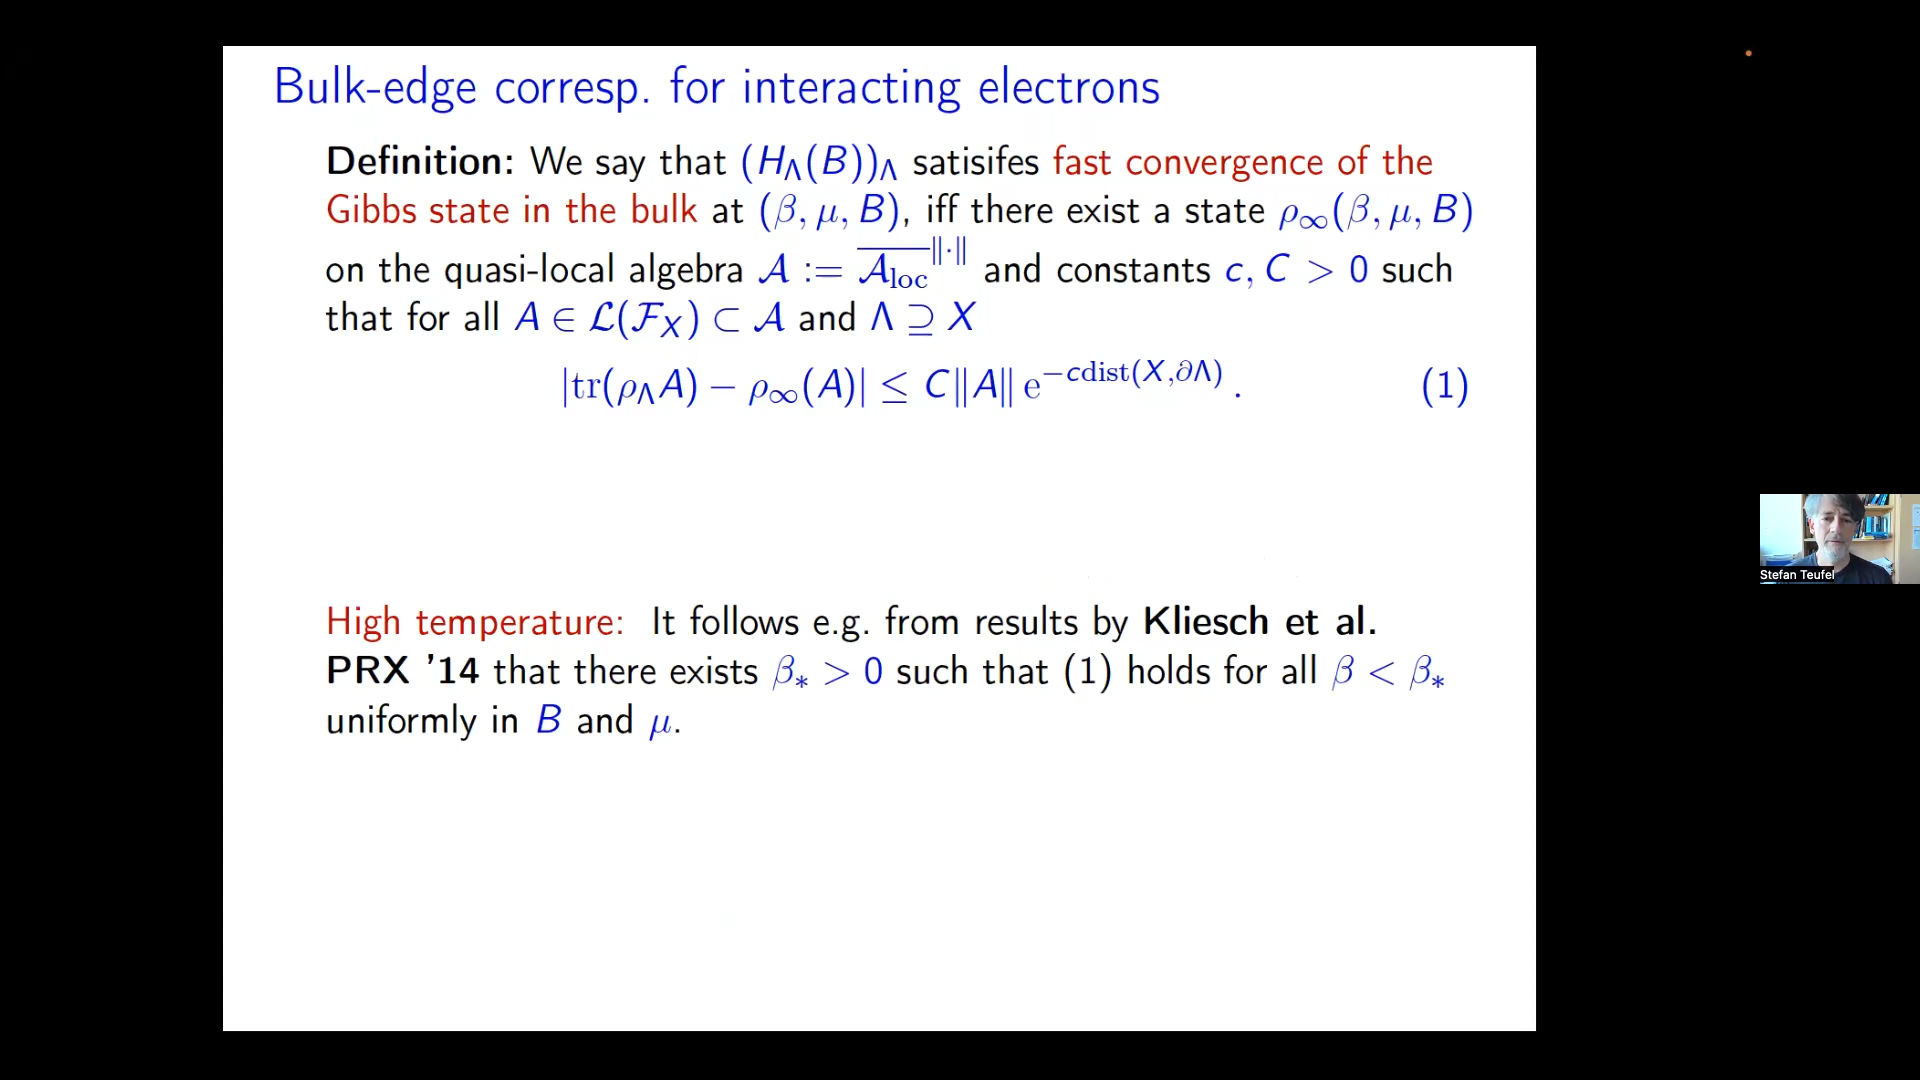 Bulk-edge corresp. for interacting electrons
Definition: We say that (H_Λ(B))_Λ satisifes fast convergence of the
Gibbs state in the bulk at (β, μ, B), iff there exist a state ρ_∞(β, μ, B)
on the quasi-local algebra 𝒜 := \overline{𝒜_loc}^{‖·‖} and constants c, C > 0 such
that for all A ∈ ℒ(ℱ_X) ⊂ 𝒜 and Λ ⊇ X
|tr(ρ_Λ A) − ρ_∞(A)| ≤ C‖A‖ e^{−c dist(X,∂Λ)} . (1)
High temperature: It follows e.g. from results by Kliesch et al.
PRX ’14 that there exists β_* > 0 such that (1) holds for all β < β_*
uniformly in B and μ.
Stefan Teufel